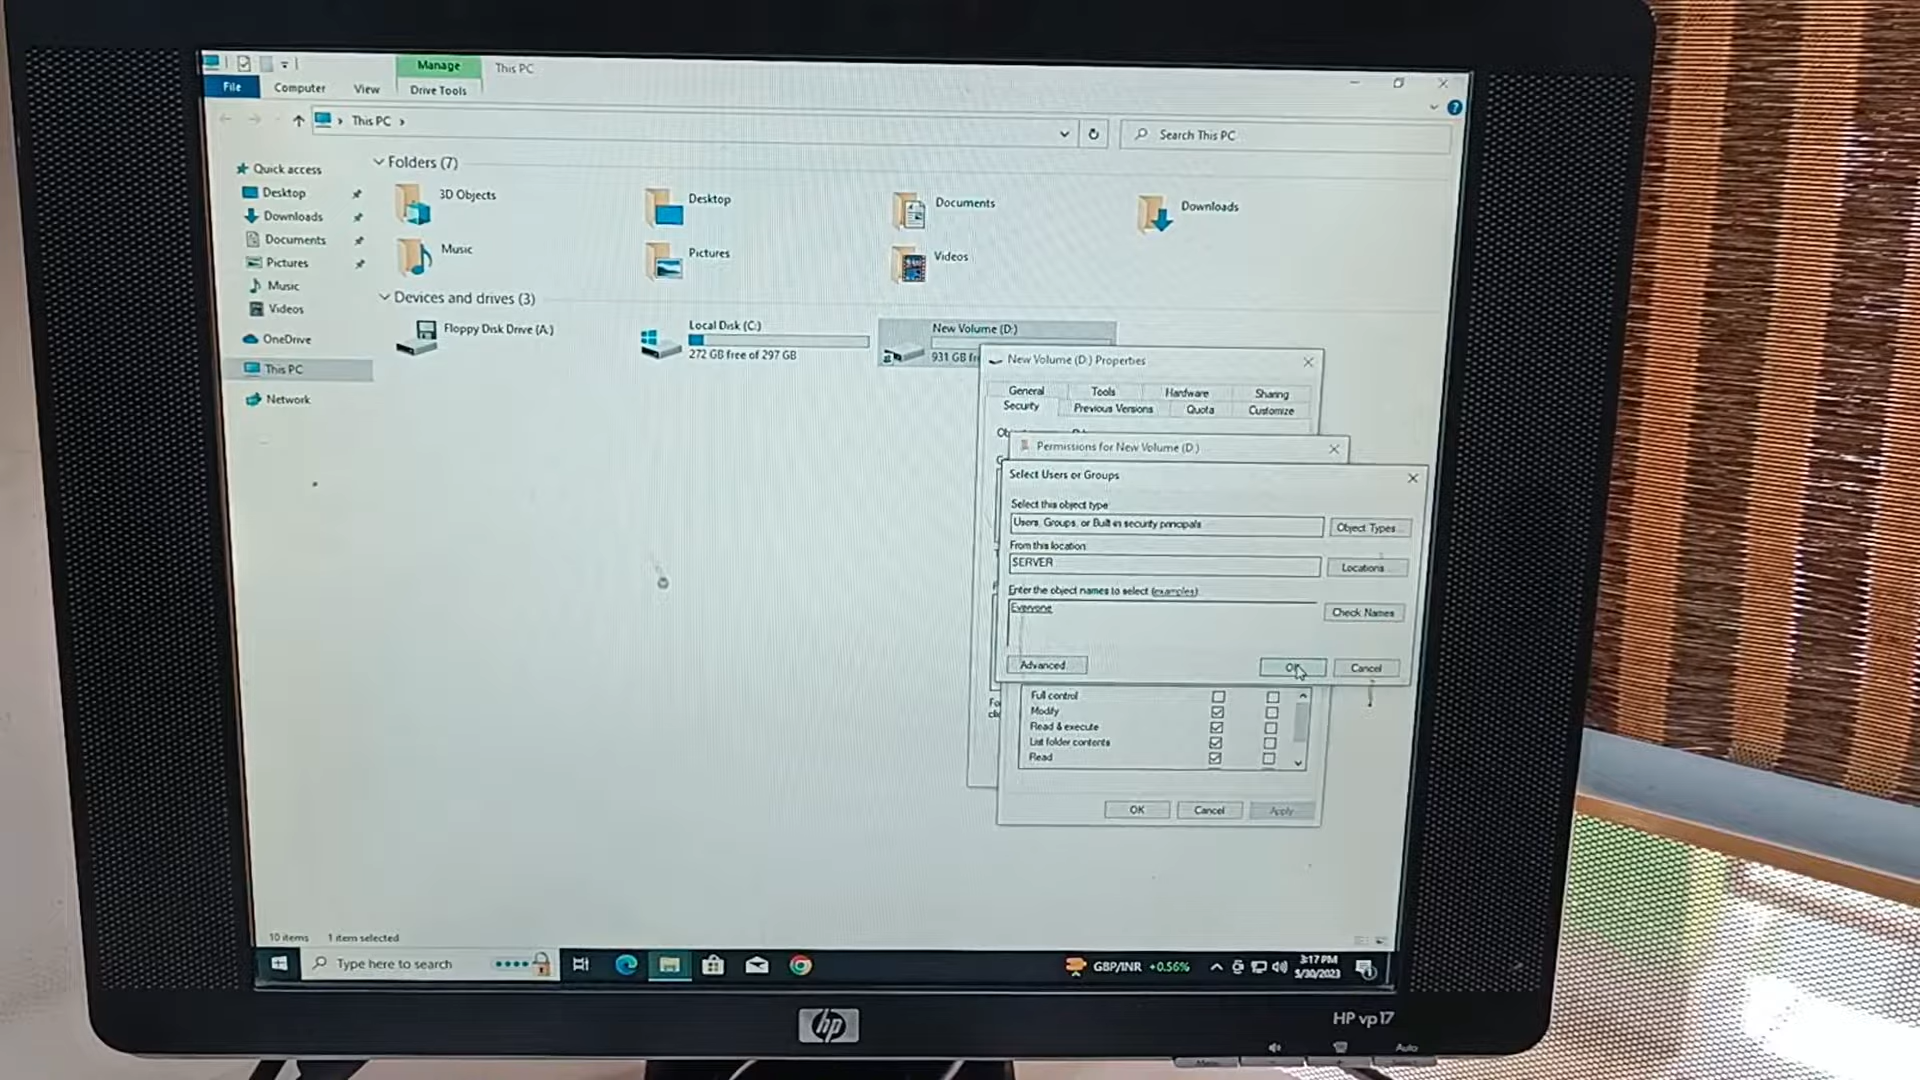 Manage
This PC
File
Computer
View
Drive Tools
This PC
Search This PC
Quick access
Desktop
Downloads
Documents
Pictures
Music
Videos
OneDrive
This PC
Network
Folders (7)
3D Objects
Desktop
Documents
Downloads
Music
Pictures
Videos
Devices and drives (3)
Floppy Disk Drive (A:)
Local Disk (C:)
272 GB free of 297 GB
New Volume (D:)
931 GB
New Volume (D:) Properties
General
Tools
Hardware
Sharing
Security
Previous Versions
Quota
Customize
Permissions for New Volume (D:)
Select Users or Groups
Select this object type:
Users, Groups, or Built-in security principals
Object Types...
From this location:
SERVER
Locations...
Enter the object names to select (examples):
Everyone
Check Names
Advanced...
OK
Cancel
Full control
Modify
Read & execute
List folder contents
Read
OK
Cancel
Apply
10 items
1 item selected
Type here to search
GBP/INR +0.56%
3:17 PM
5/30/2023
hp
HP vp17
Auto